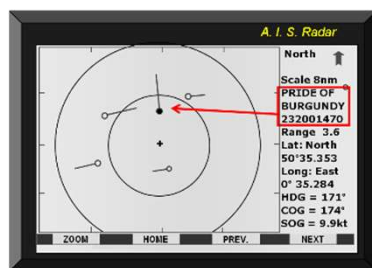 A. I. S. Radar
North
Scale 8nm
PRIDE OF
BURGUNDY
232001470
Range 3.6
Lat: North
50°35.353
Long: East
0° 35.284
HDG = 171°
COG = 174°
SOG = 9.9kt
ZOOM HOME PREV. NEXT